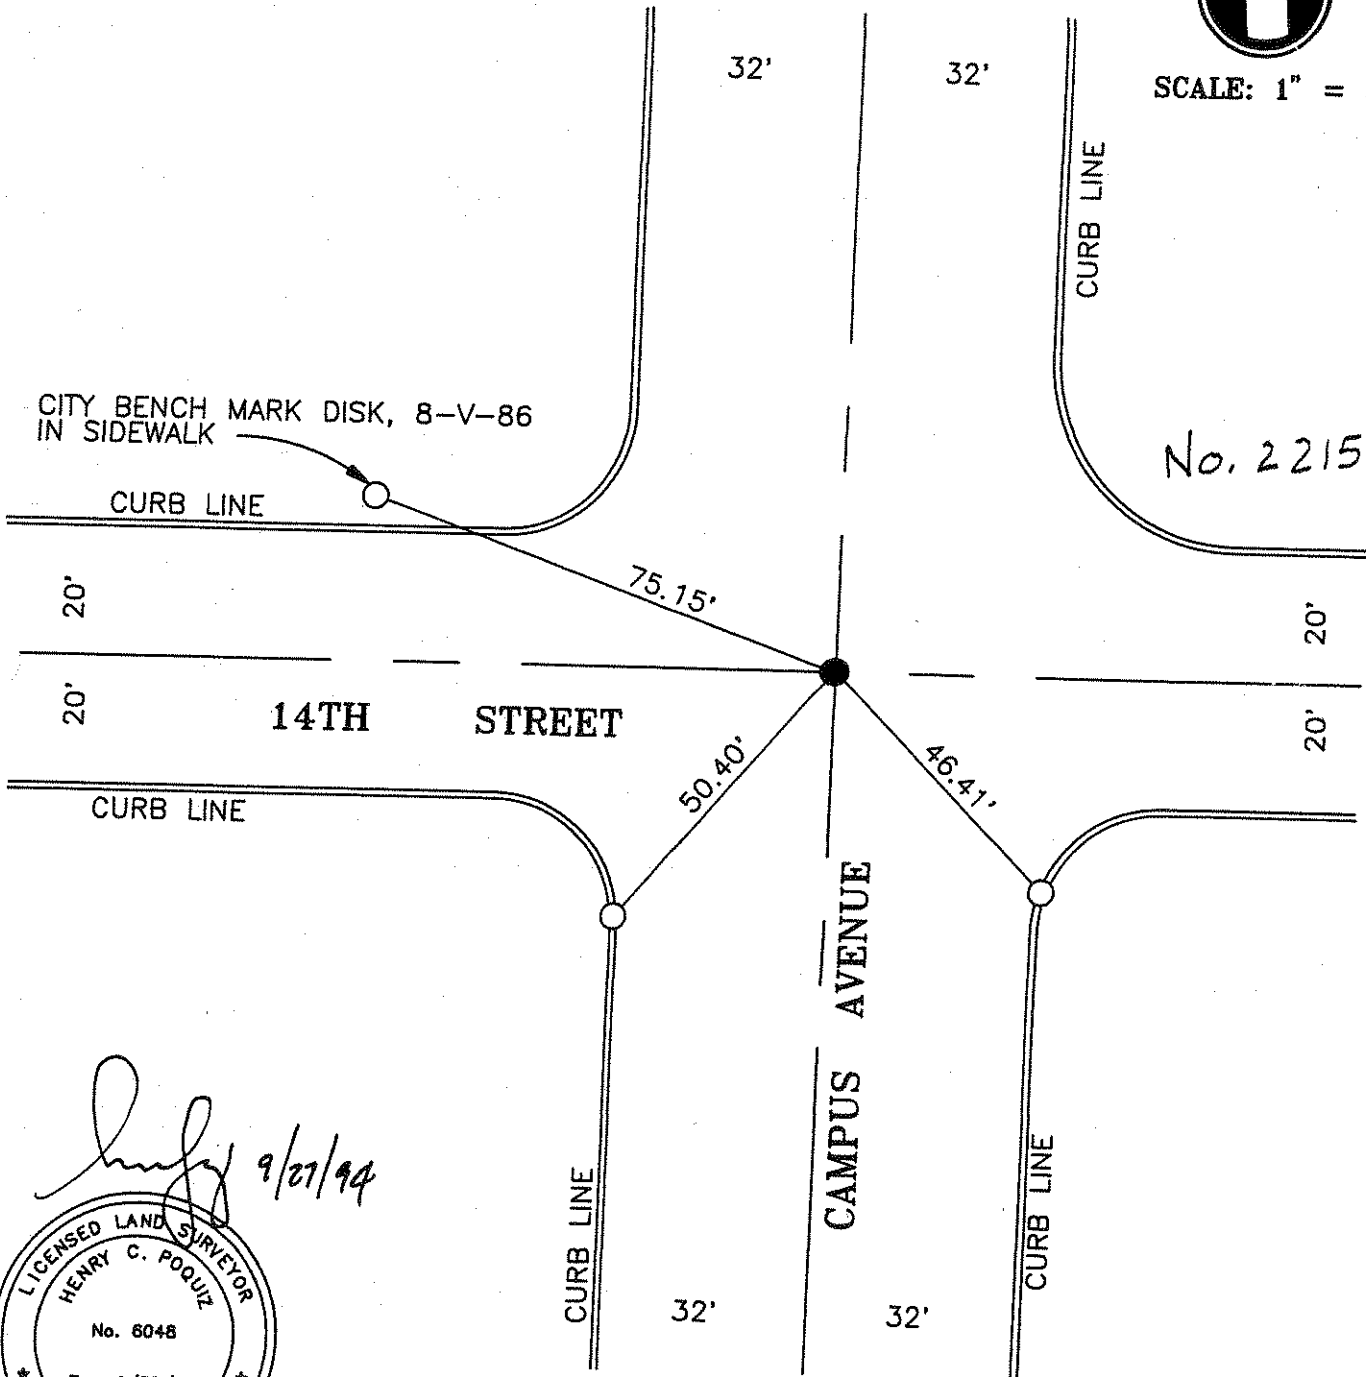 32'
32'
SCALE: 1" =
CURB LINE
CITY BENCH MARK DISK, 8-V-86
IN SIDEWALK
No. 2215
CURB LINE
75.15'
20'
20'
20'
20'
14TH STREET
50.40'
46.41'
CURB LINE
CAMPUS AVENUE
9/27/94
CURB LINE
CURB LINE
LICENSED LAND SURVEYOR
HENRY C. POQUIZ
No. 6048
32'
32'